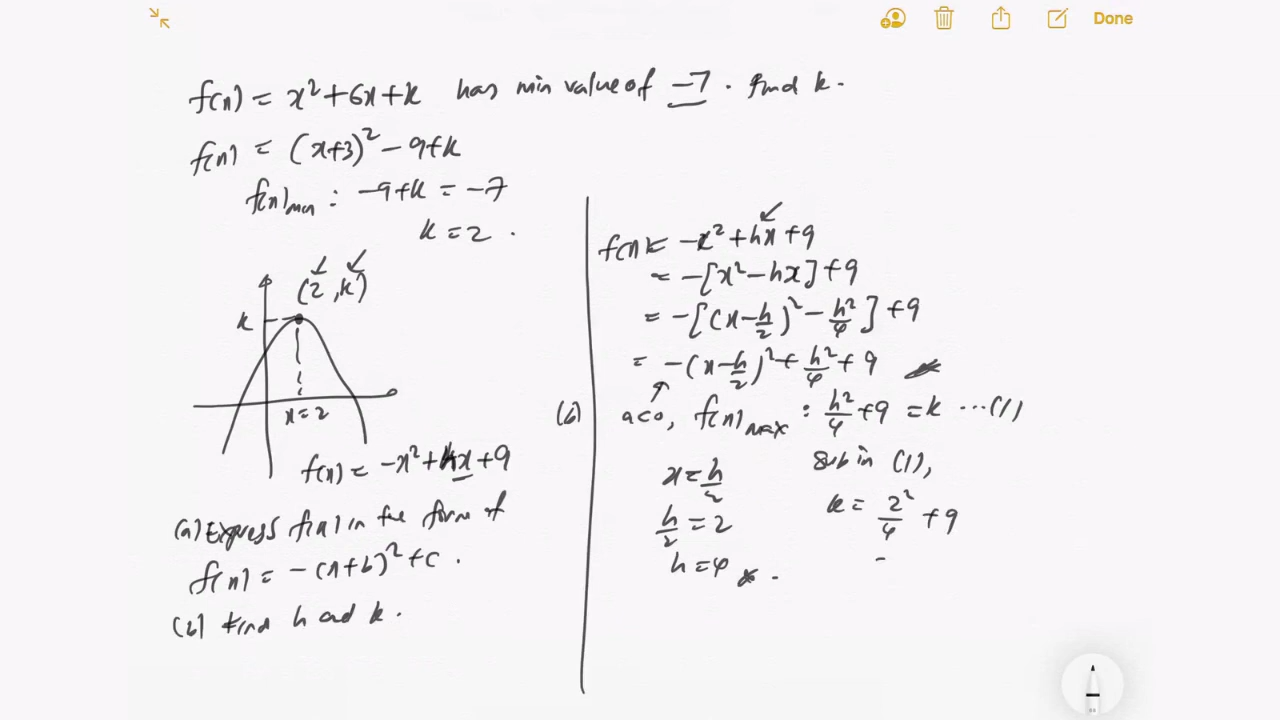 Done
f(x) = x² + 6x + k has min value of -7. find k.
f(x) = (x+3)² - 9 + k
f(x)min : -9 + k = -7
k = 2.
(2, k)
k
x = 2
f(x) = -x² + hx + 9
(a) Express f(x) in the form of
f(x) = -(x+b)² + c.
(b) Find h and k.
f(x) = -x² + hx + 9
= -[x² - hx] + 9
= -[(x - h/2)² - h²/4] + 9
= -(x - h/2)² + h²/4 + 9
(b) a<0, f(x)max : h²/4 + 9 = k ...(1)
x = h/2
h/2 = 2
h = 4
sub in (1),
k = 2²/4 + 9
=